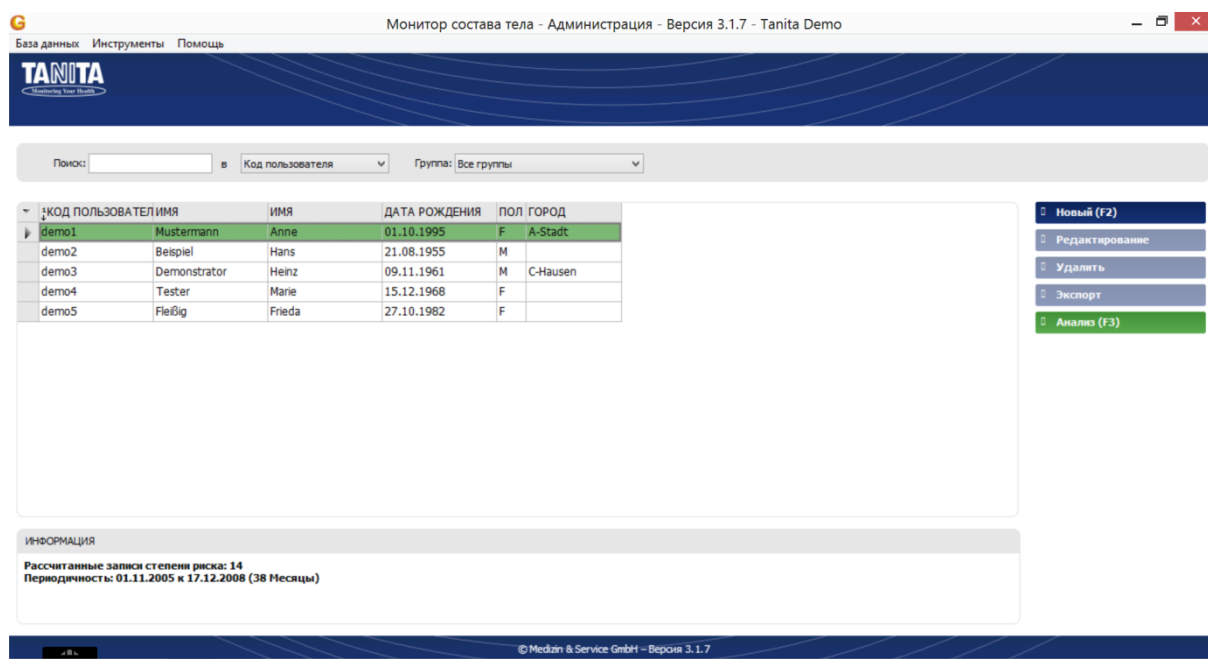 G
Монитор состава тела - Администрация - Версия 3.1.7 - Tanita Demo
База данных Инструменты Помощь
TANITA
Monitoring Your Health
Поиск: в Код пользователя Группа: Все группы
КОД ПОЛЬЗОВАТЕЛ ИМЯ ИМЯ ДАТА РОЖДЕНИЯ ПОЛ ГОРОД
demo1 Mustermann Anne 01.10.1995 F A-Stadt
demo2 Beispiel Hans 21.08.1955 M
demo3 Demonstrator Heinz 09.11.1961 M C-Hausen
demo4 Tester Marie 15.12.1968 F
demo5 Fleißig Frieda 27.10.1982 F
Новый (F2)
Редактирование
Удалить
Экспорт
Анализ (F3)
ИНФОРМАЦИЯ
Рассчитанные записи степени риска: 14
Периодичность: 01.11.2005 к 17.12.2008 (38 Месяцы)
© Medizin & Service GmbH – Версия 3.1.7